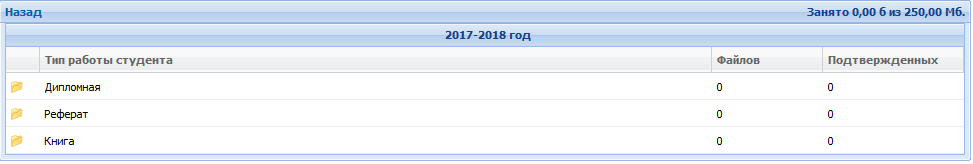 Назад Занято 0,00 б из 250,00 Мб.
2017-2018 год
Тип работы студента Файлов Подтвержденных
Дипломная 0 0
Реферат 0 0
Книга 0 0